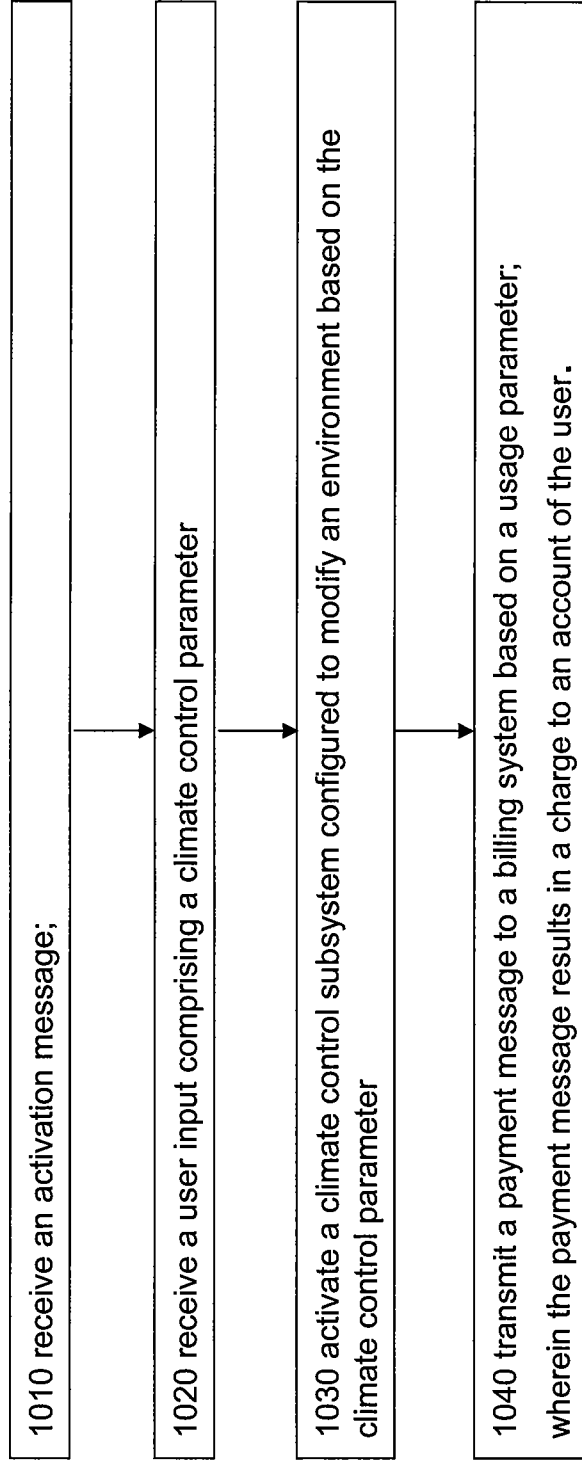 1010 receive an activation message;
1020 receive a user input comprising a climate control parameter
1030 activate a climate control subsystem configured to modify an environment based on the
climate control parameter
1040 transmit a payment message to a billing system based on a usage parameter;
wherein the payment message results in a charge to an account of the user.